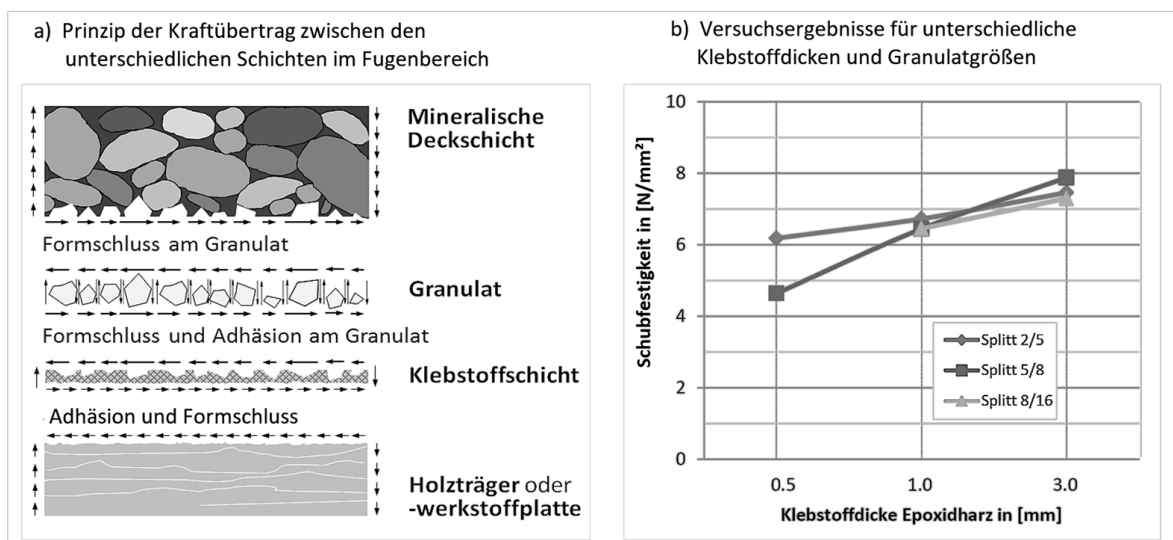 a) Prinzip der Kraftübertrag zwischen den
unterschiedlichen Schichten im Fugenbereich
Mineralische
Deckschicht
Formschluss am Granulat
Granulat
Formschluss und Adhäsion am Granulat
Klebstoffschicht
Adhäsion und Formschluss
Holzträger oder
-werkstoffplatte
b) Versuchsergebnisse für unterschiedliche
Klebstoffdicken und Granulatgrößen
Schubfestigkeit in [N/mm²]
10
8
6
4
2
0
Splitt 2/5
Splitt 5/8
Splitt 8/16
0.5 1.0 3.0
Klebstoffdicke Epoxidharz in [mm]